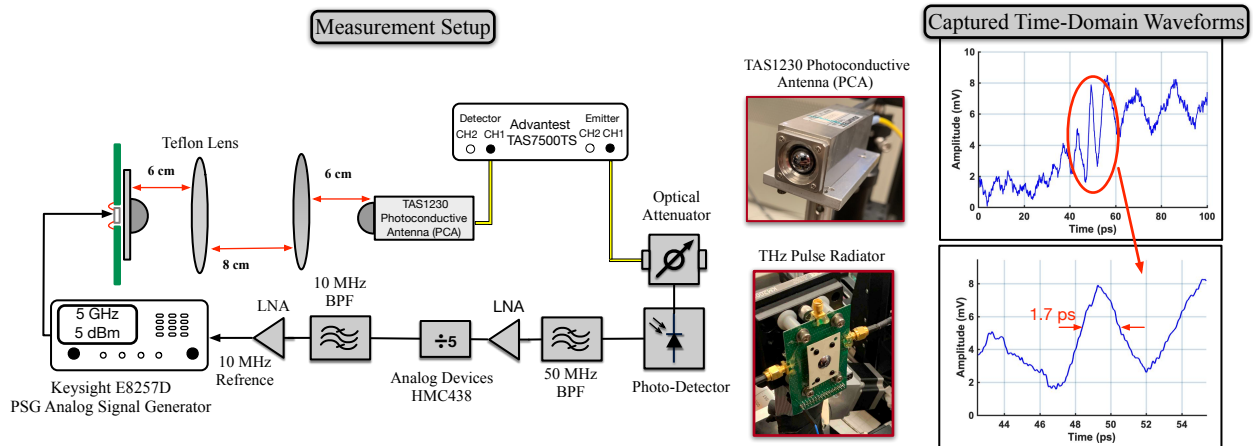 Measurement Setup
Captured Time-Domain Waveforms
Teflon Lens
6 cm
8 cm
6 cm
Detector
CH2 CH1
Advantest
TAS7500TS
Emitter
CH2 CH1
TAS1230
Photoconductive
Antenna (PCA)
Optical
Attenuator
Photo-Detector
50 MHz
BPF
LNA
÷5
Analog Devices
HMC438
10 MHz
BPF
LNA
10 MHz
Refrence
5 GHz
5 dBm
Keysight E8257D
PSG Analog Signal Generator
TAS1230 Photoconductive
Antenna (PCA)
THz Pulse Radiator
Amplitude (mV)
10
8
6
4
2
0
0 20 40 60 80 100
Time (ps)
Amplitude (mV)
8
6
4
2
0
1.7 ps
44 46 48 50 52 54
Time (ps)